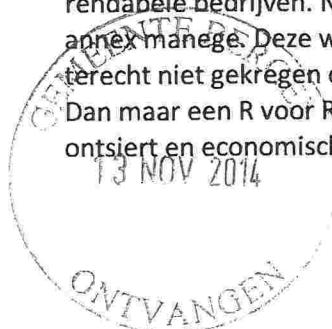 rendabele bedrijven.
annex manege. Deze
terecht niet gekregen
Dan maar een R voor
ontsiert en economisch
GEMEENTE BERGE
13 NOV 2014
ONTVANGEN